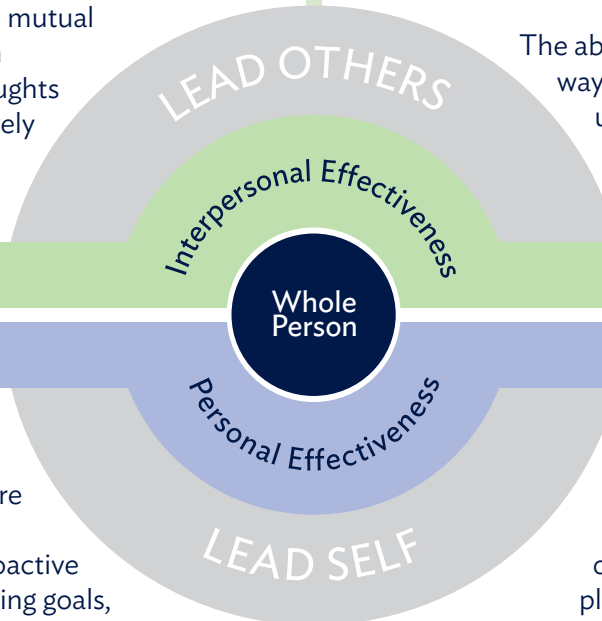 mutual
The ab
ughts
way
ely
LEAD OTHERS
Interpersonal Effectiveness
Whole
Person
Personal Effectiveness
LEAD SELF
re
oactive
ing goals,
pl